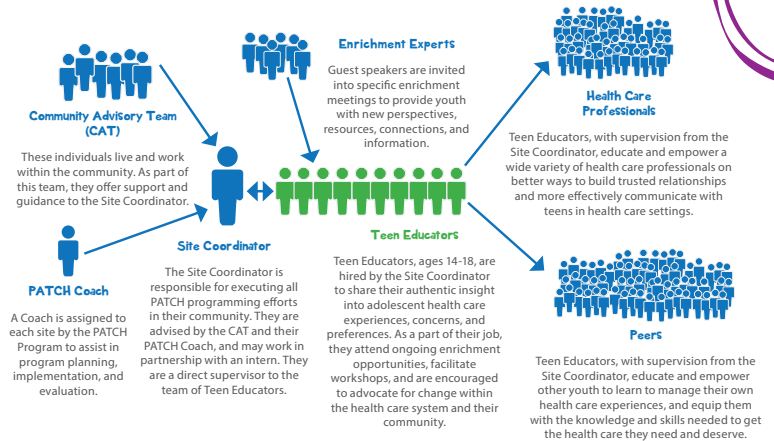 Community Advisory Team
(CAT)
These individuals live and work
within the community. As part of
this team, they offer support and
guidance to the Site Coordinator.
PATCH Coach
A Coach is assigned to
each site by the PATCH
Program to assist in
program planning,
implementation, and
evaluation.
Site Coordinator
The Site Coordinator is
responsible for executing all
PATCH programming efforts
in their community. They are
advised by the CAT and their
PATCH Coach, and may work in
partnership with an intern. They
are a direct supervisor to the
team of Teen Educators.
Enrichment Experts
Guest speakers are invited
into specific enrichment
meetings to provide youth
with new perspectives,
resources, connections, and
information.
Teen Educators
Teen Educators, ages 14-18, are
hired by the Site Coordinator
to share their authentic insight
into adolescent health care
experiences, concerns, and
preferences. As a part of their job,
they attend ongoing enrichment
opportunities, facilitate
workshops, and are encouraged
to advocate for change within
the health care system and their
community.
Health Care
Professionals
Teen Educators, with supervision from the
Site Coordinator, educate and empower a
wide variety of health care professionals on
better ways to build trusted relationships
and more effectively communicate with
teens in health care settings.
Peers
Teen Educators, with supervision from the
Site Coordinator, educate and empower
other youth to learn to manage their own
health care experiences, and equip them
with the knowledge and skills needed to get
the health care they need and deserve.